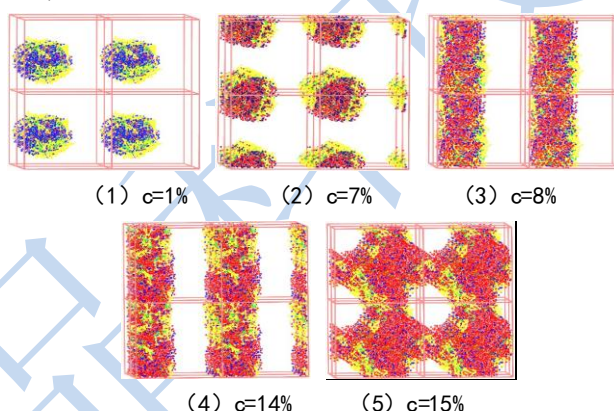 (1) c=1%
(2) c=7%
(3) c=8%
(4) c=14%
(5) c=15%